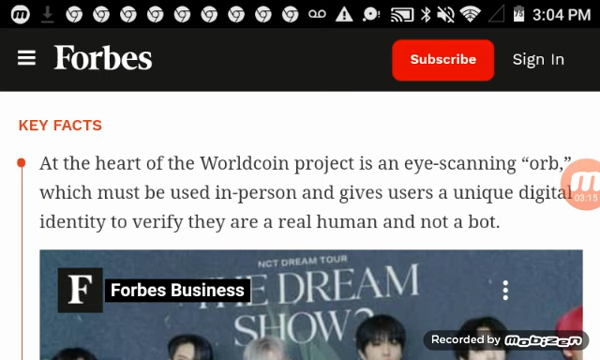 75 3:04 PM
Forbes Subscribe Sign In
KEY FACTS
At the heart of the Worldcoin project is an eye-scanning “orb,”
which must be used in-person and gives users a unique digital
identity to verify they are a real human and not a bot.
03:15
NCT DREAM TOUR
F Forbes Business THE DREAM
SHOW2
Recorded by mobizen